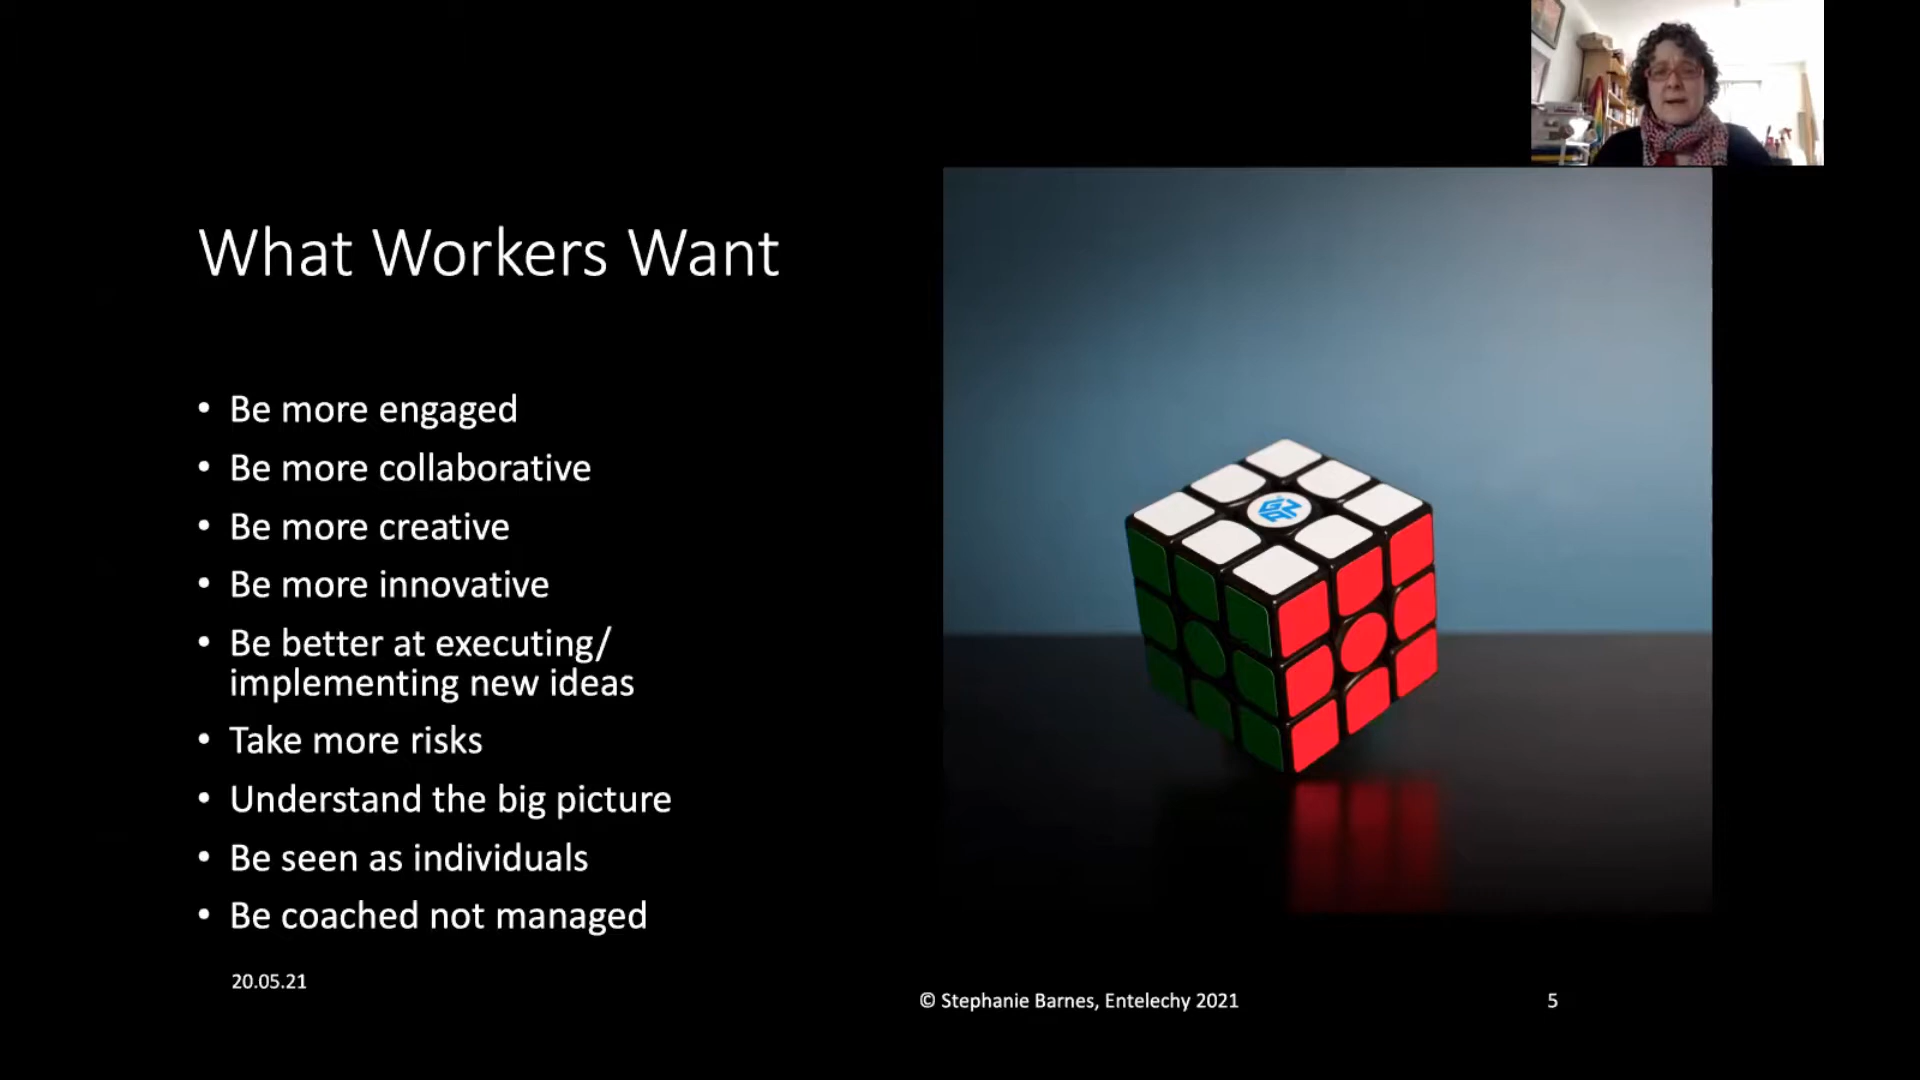 What Workers Want
• Be more engaged
• Be more collaborative
• Be more creative
• Be more innovative
• Be better at executing/
implementing new ideas
• Take more risks
• Understand the big picture
• Be seen as individuals
• Be coached not managed
20.05.21
© Stephanie Barnes, Entelechy 2021
5